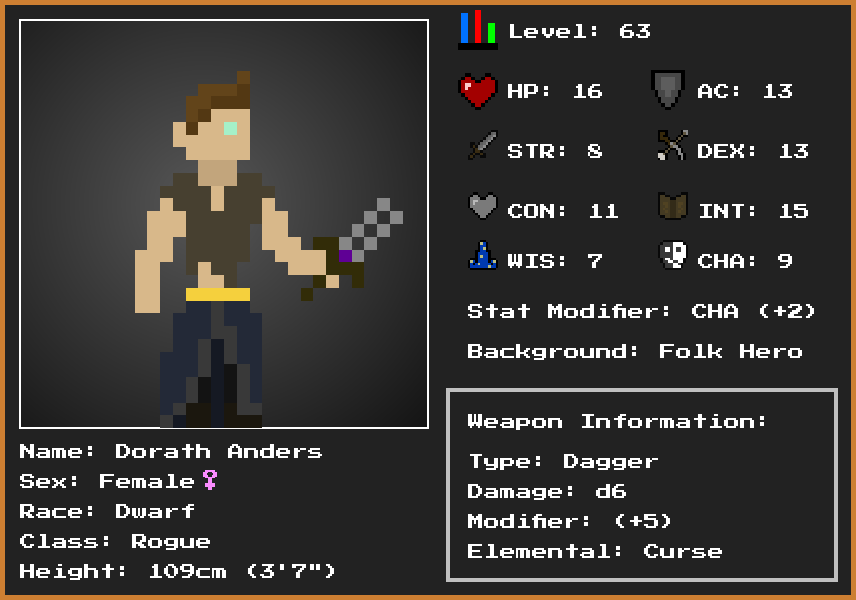 Level: 63
HP: 16
AC: 13
STR: 8
DEX: 13
CON: 11
INT: 15
WIS: 7
CHA: 9
Stat Modifier: CHA (+2)
Background: Folk Hero
Weapon Information:
Type: Dagger
Damage: d6
Modifier: (+5)
Elemental: Curse
Name: Dorath Anders
Sex: Female♀
Race: Dwarf
Class: Rogue
Height: 109cm (3'7")